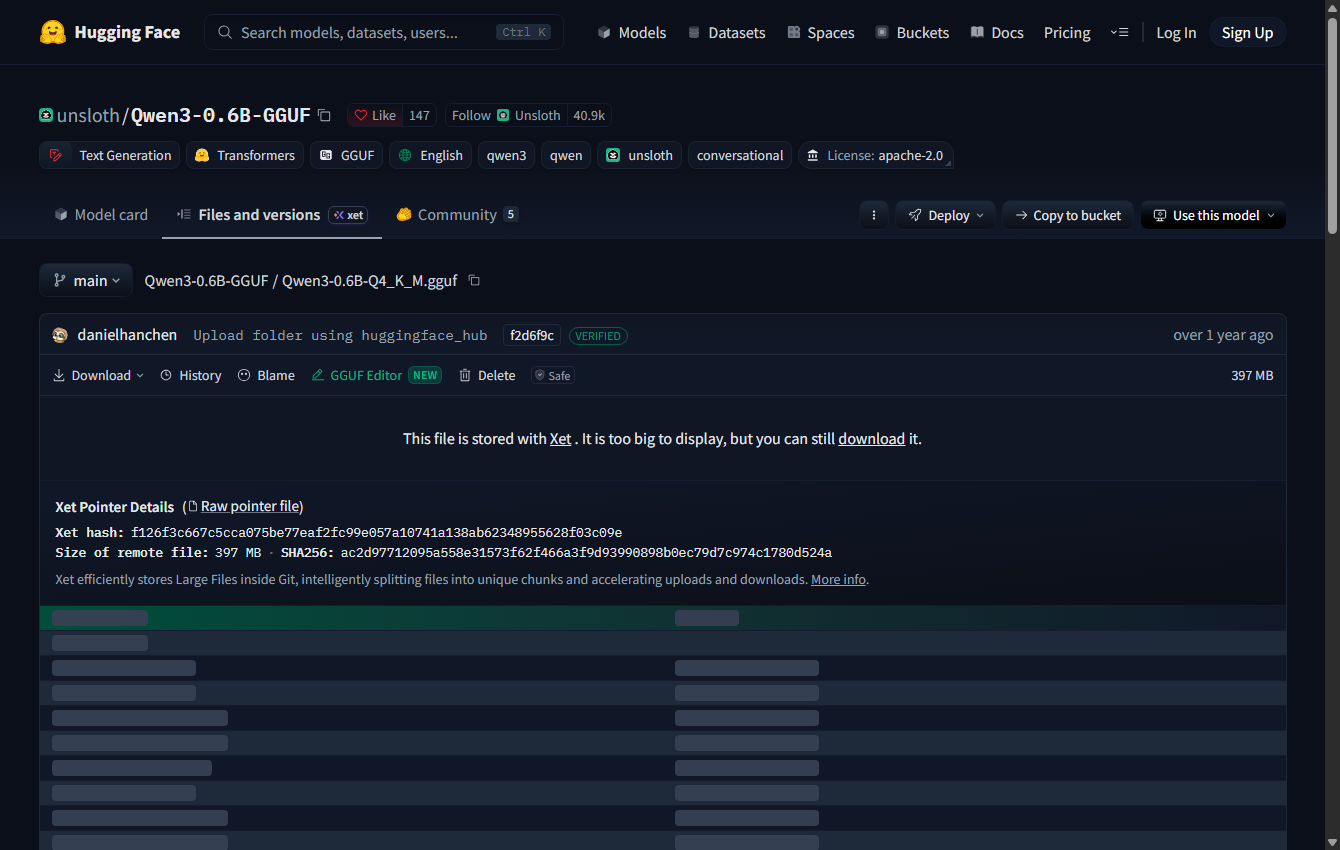 Hugging Face Search models, datasets, users... Ctrl K Models Datasets Spaces Buckets Docs Pricing Log In Sign Up
unsloth/Qwen3-0.6B-GGUF Like 147 Follow Unsloth 40.9k
Text Generation Transformers GGUF English qwen3 qwen unsloth conversational License: apache-2.0
Model card Files and versions xet Community 5 Deploy Copy to bucket Use this model
main Qwen3-0.6B-GGUF / Qwen3-0.6B-Q4_K_M.gguf
danielhanchen Upload folder using huggingface_hub f2d6f9c VERIFIED over 1 year ago
Download History Blame GGUF Editor NEW Delete Safe 397 MB
This file is stored with Xet . It is too big to display, but you can still download it.
Xet Pointer Details (Raw pointer file)
Xet hash: f126f3c667c5cca075be77eaf2fc99e057a10741a138ab62348955628f03c09e
Size of remote file: 397 MB · SHA256: ac2d97712095a558e31573f62f466a3f9d93990898b0ec79d7c974c1780d524a
Xet efficiently stores Large Files inside Git, intelligently splitting files into unique chunks and accelerating uploads and downloads. More info.